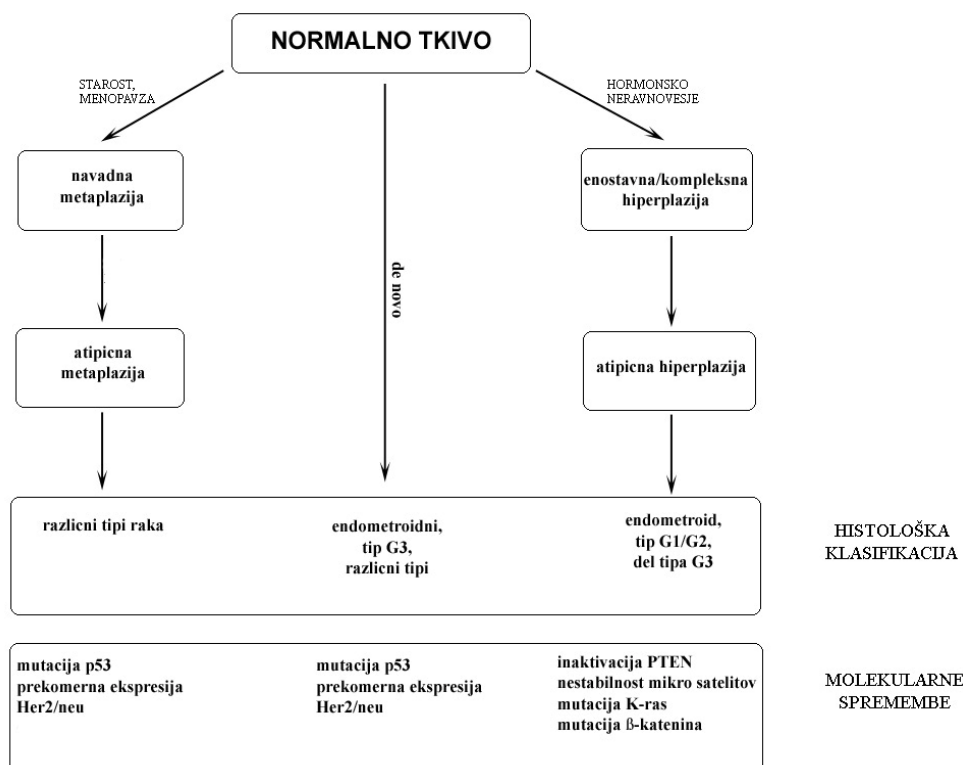 NORMALNO TKIVO
STAROST,
MENOPAVZA
HORMONSKO
NERAVNOVESJE
navadna
metaplazija
enostavna/kompleksna
hiperplazija
de novo
atipicna
metaplazija
atipicna hiperplazija
razlicni tipi raka
endometroidni,
tip G3,
razlicni tipi
endometroid,
tip G1/G2,
del tipa G3
HISTOLOŠKA
KLASIFIKACIJA
mutacija p53
prekomerna ekspresija
Her2/neu
mutacija p53
prekomerna ekspresija
Her2/neu
inaktivacija PTEN
nestabilnost mikro satelitov
mutacija K-ras
mutacija ß-katenina
MOLEKULARNE
SPREMEMBE